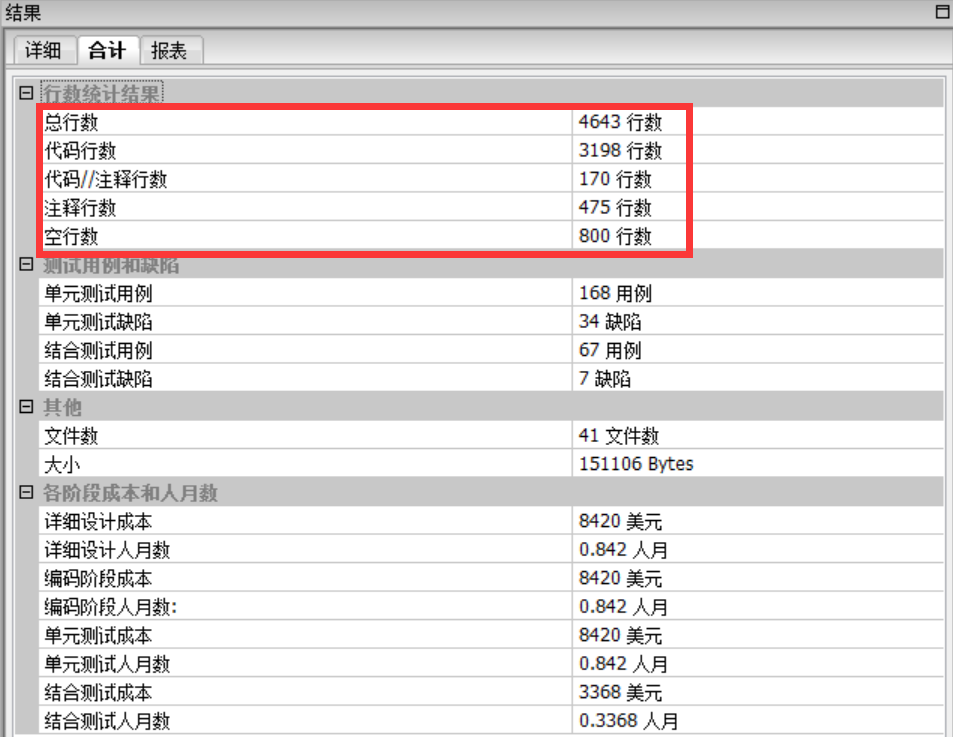 结果
详细 合计 报表
行数统计结果
总行数 4643 行数
代码行数 3198 行数
代码//注释行数 170 行数
注释行数 475 行数
空行数 800 行数
测试用例和缺陷
单元测试用例 168 用例
单元测试缺陷 34 缺陷
结合测试用例 67 用例
结合测试缺陷 7 缺陷
其他
文件数 41 文件数
大小 151106 Bytes
各阶段成本和人月数
详细设计成本 8420 美元
详细设计人月数 0.842 人月
编码阶段成本 8420 美元
编码阶段人月数: 0.842 人月
单元测试成本 8420 美元
单元测试人月数 0.842 人月
结合测试成本 3368 美元
结合测试人月数 0.3368 人月